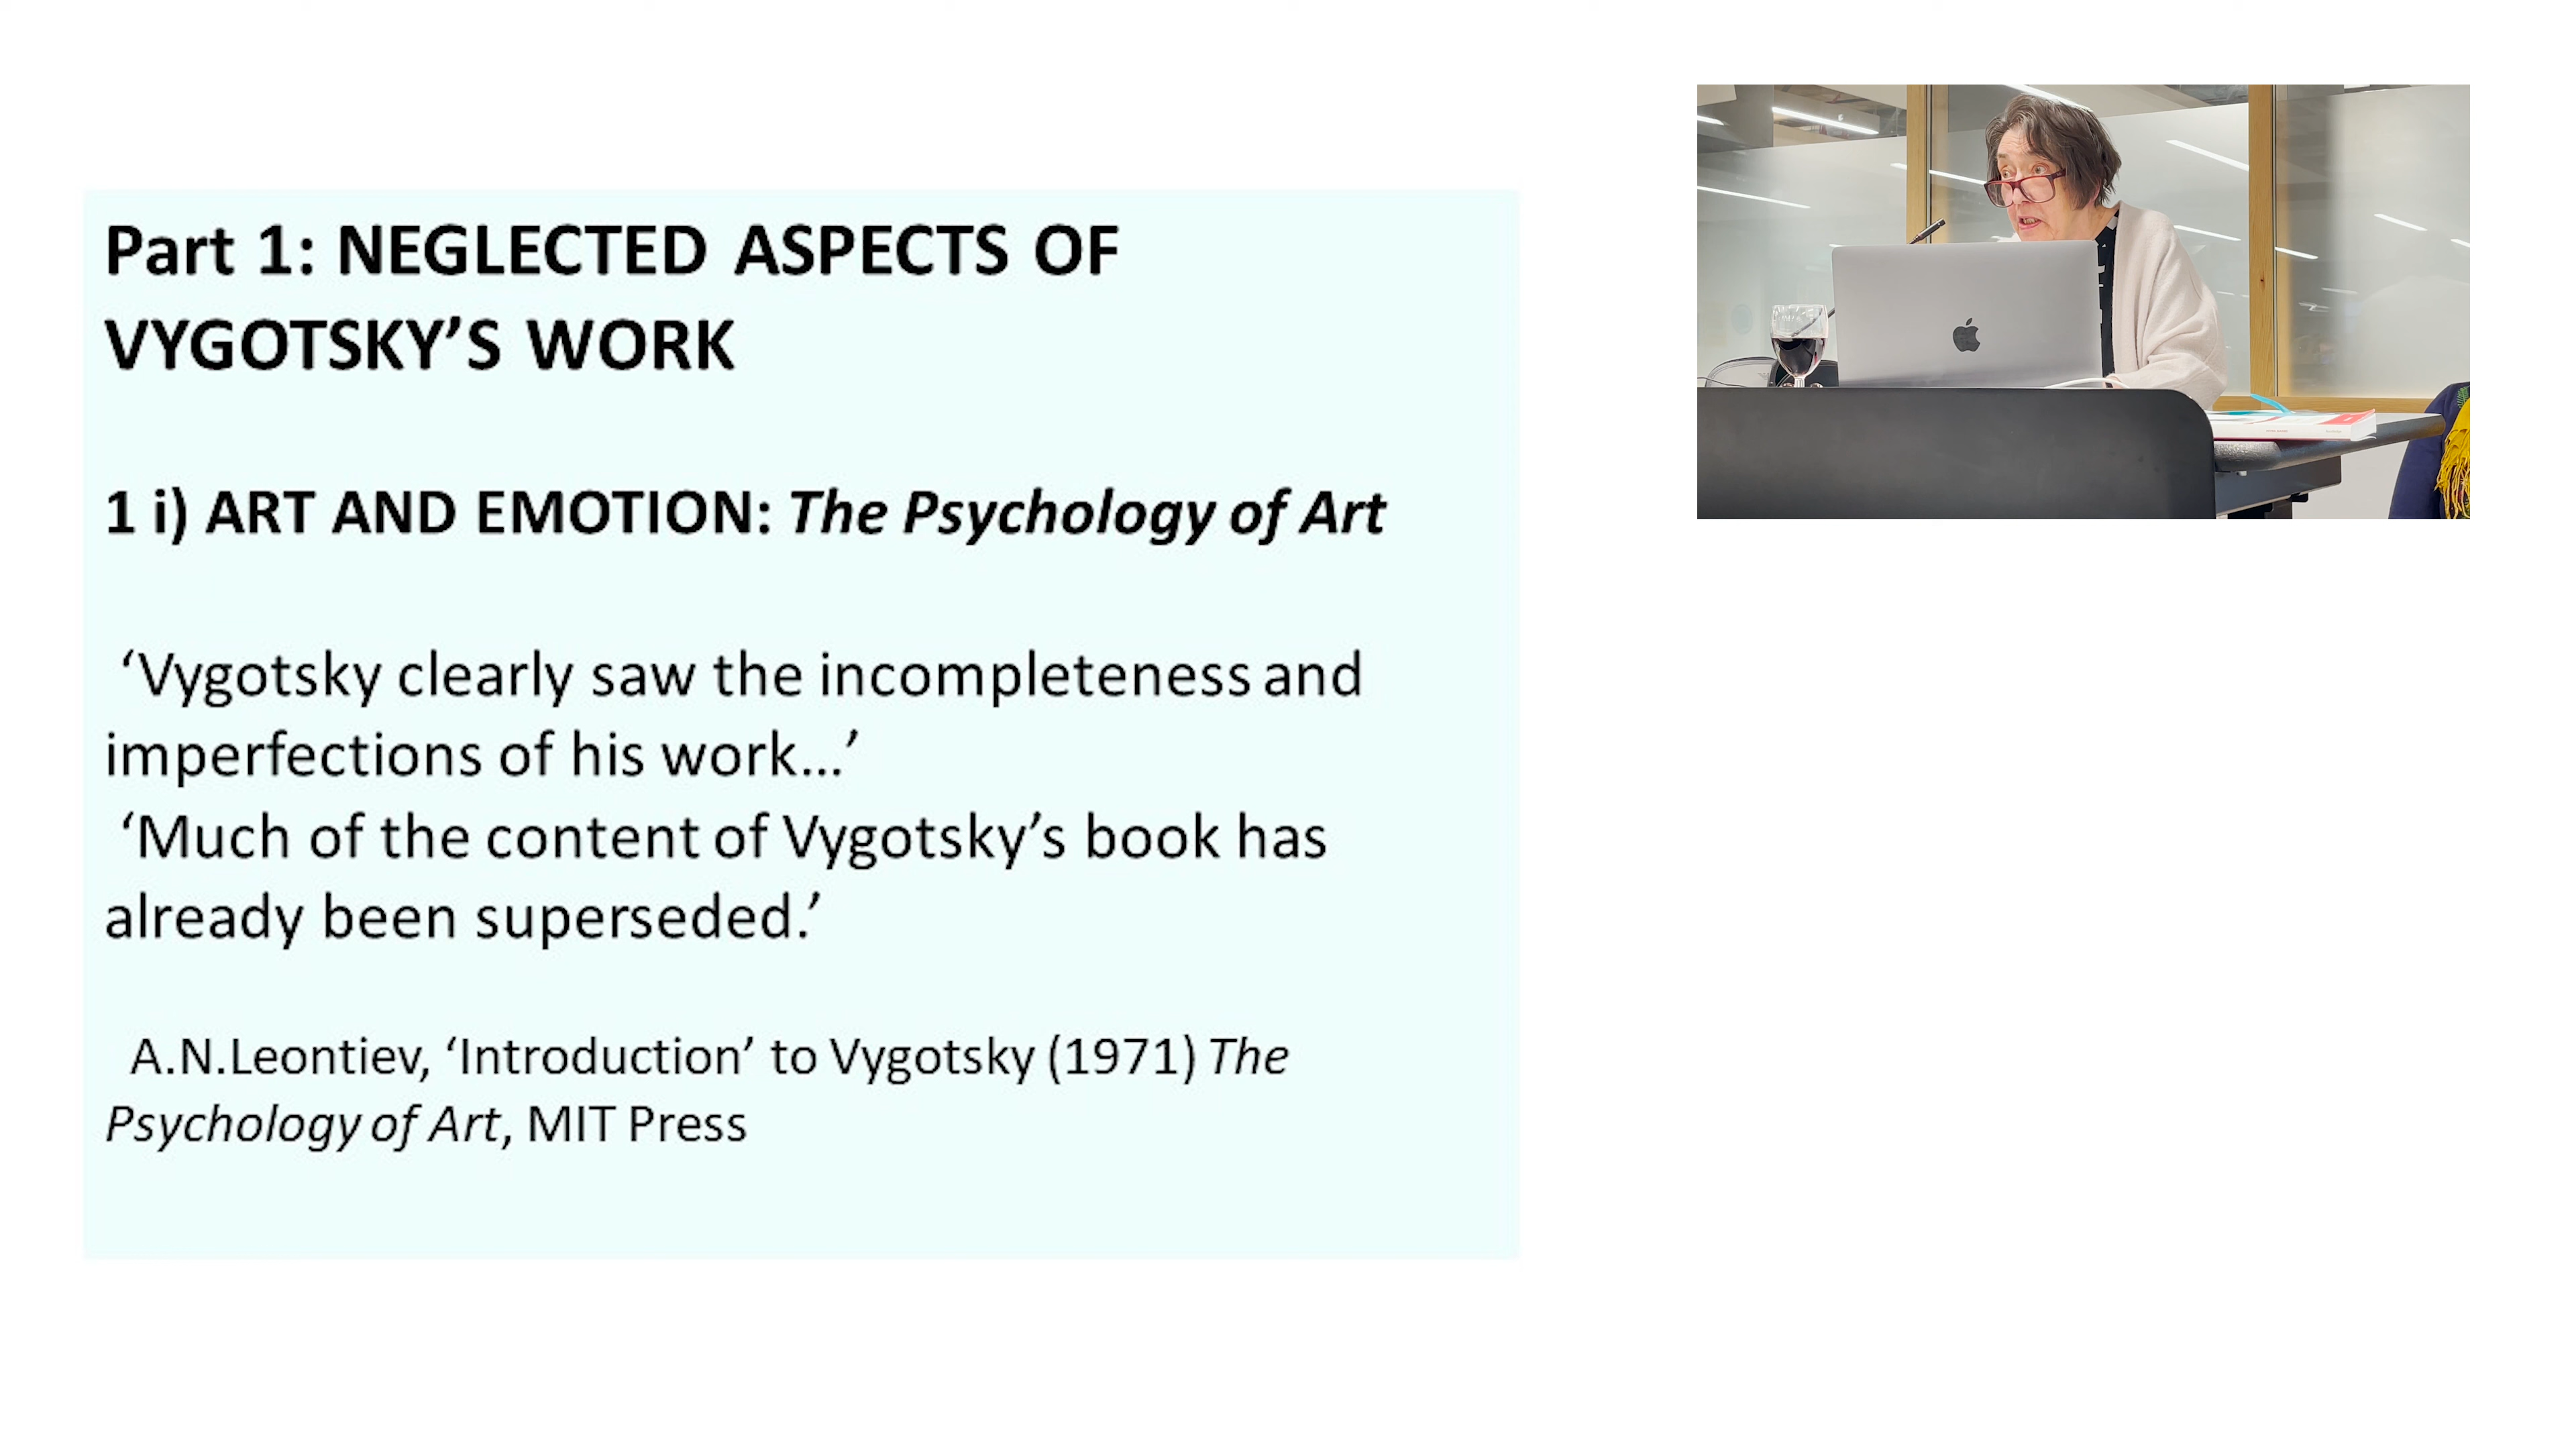 Part 1: NEGLECTED ASPECTS OF
VYGOTSKY’S WORK
1 i) ART AND EMOTION: The Psychology of Art
‘Vygotsky clearly saw the incompleteness and
imperfections of his work…’
‘Much of the content of Vygotsky’s book has
already been superseded.’
A.N.Leontiev, ‘Introduction’ to Vygotsky (1971) The
Psychology of Art, MIT Press